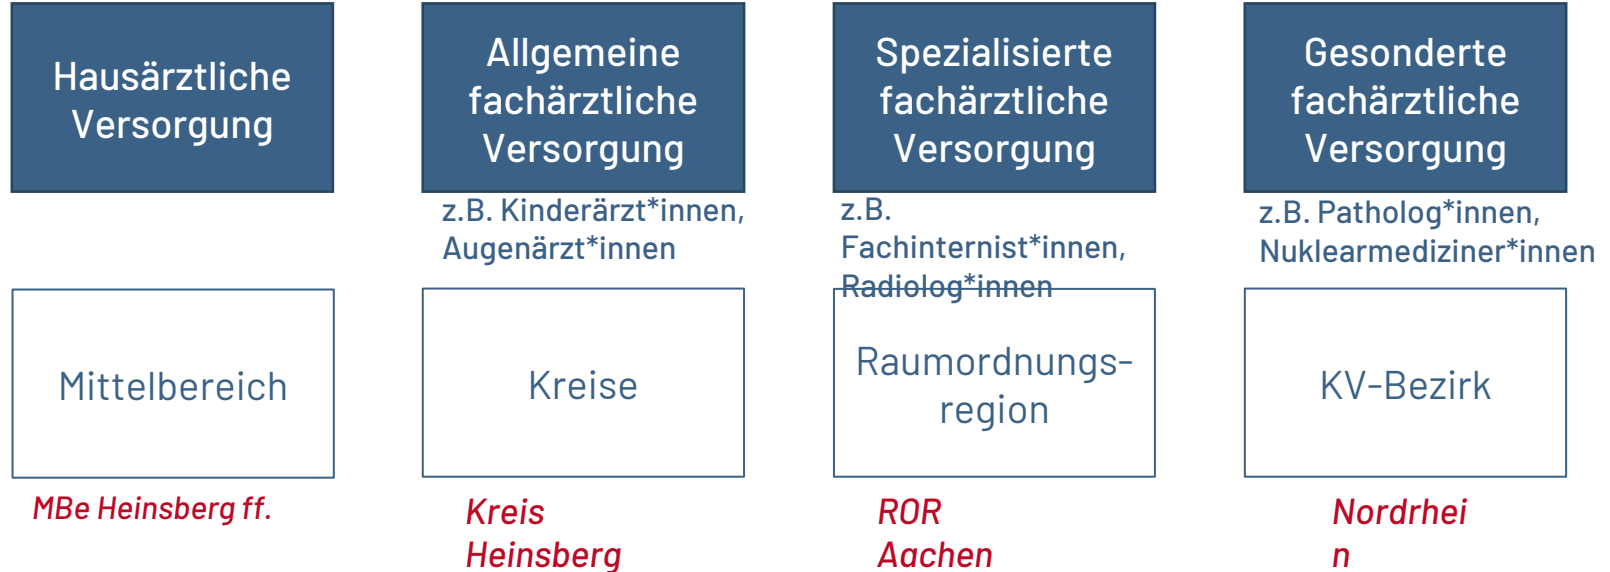 Hausärztliche
Versorgung
Allgemeine
fachärztliche
Versorgung
Spezialisierte
fachärztliche
Versorgung
Gesonderte
fachärztliche
Versorgung
z.B. Kinderärzt*innen,
Augenärzt*innen
z.B.
Fachinternist*innen,
Radiolog*innen
z.B. Patholog*innen,
Nuklearmediziner*innen
Mittelbereich
Kreise
Raumordnungs-
region
KV-Bezirk
MBe Heinsberg ff.
Kreis
Heinsberg
ROR
Aachen
Nordrhei
n